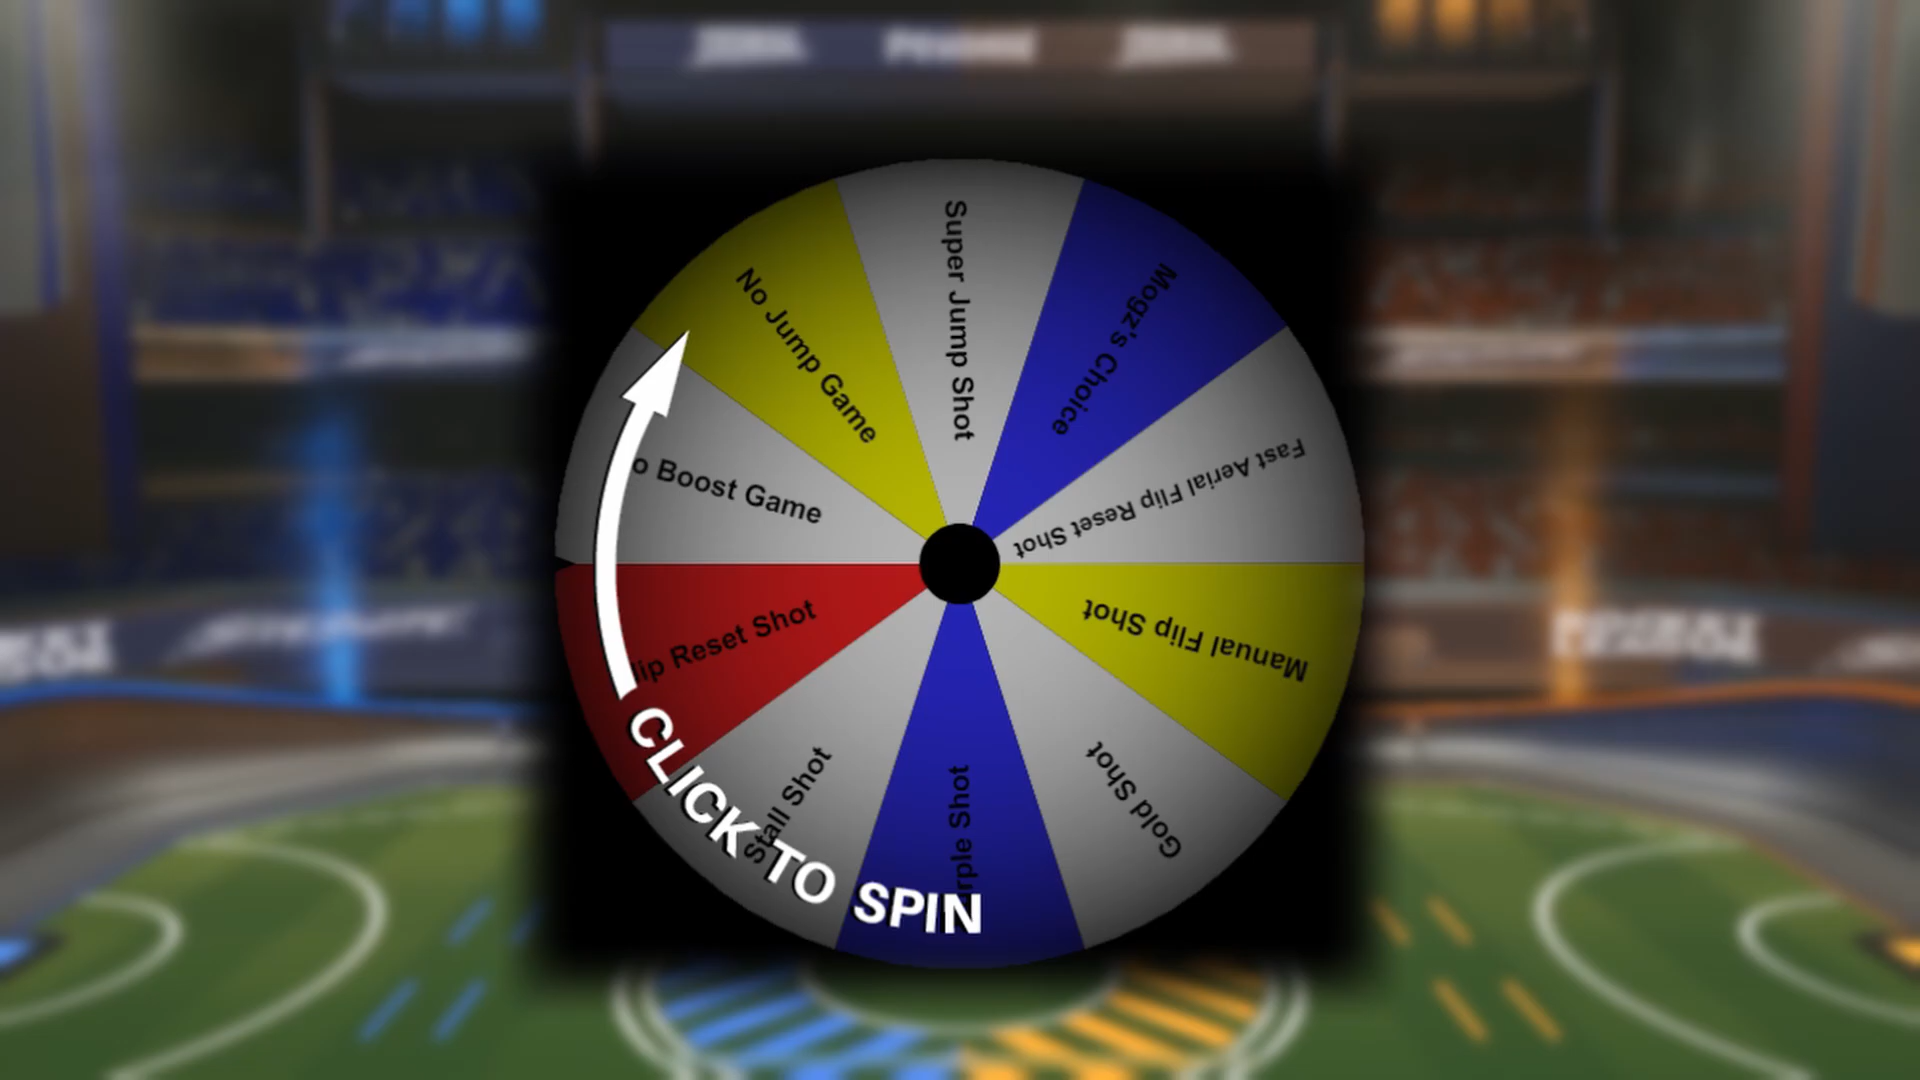 Super Jump Shot
Mogz's Choice
Fast Aerial Flip Reset Shot
Manual Flip Shot
Gold Shot
rple Shot
Stall Shot
lip Reset Shot
o Boost Game
No Jump Game
CLICK TO SPIN